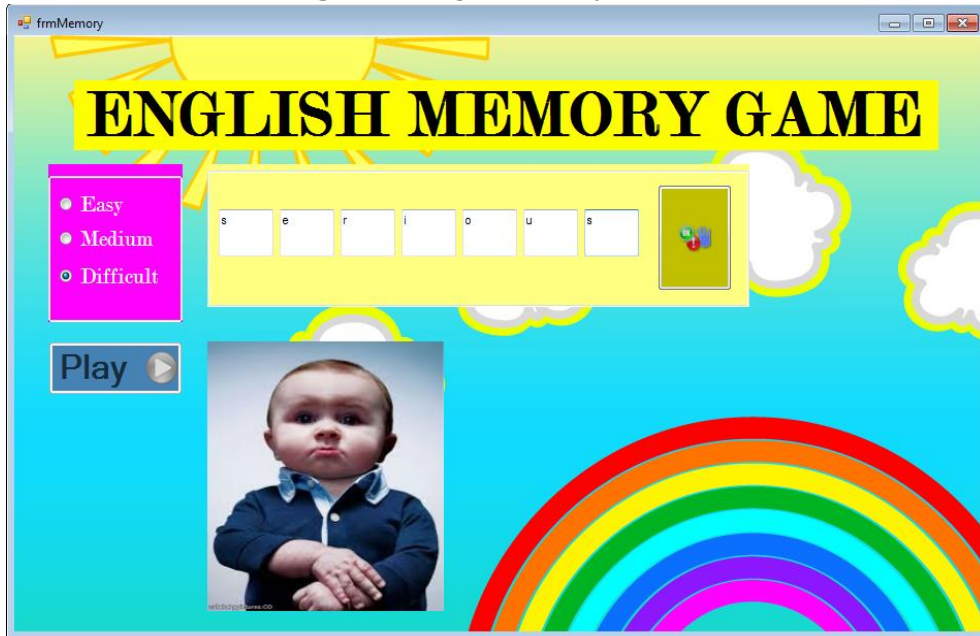 frmMemory
ENGLISH MEMORY GAME
Easy
s e r i o u s
Medium
Difficult
Play